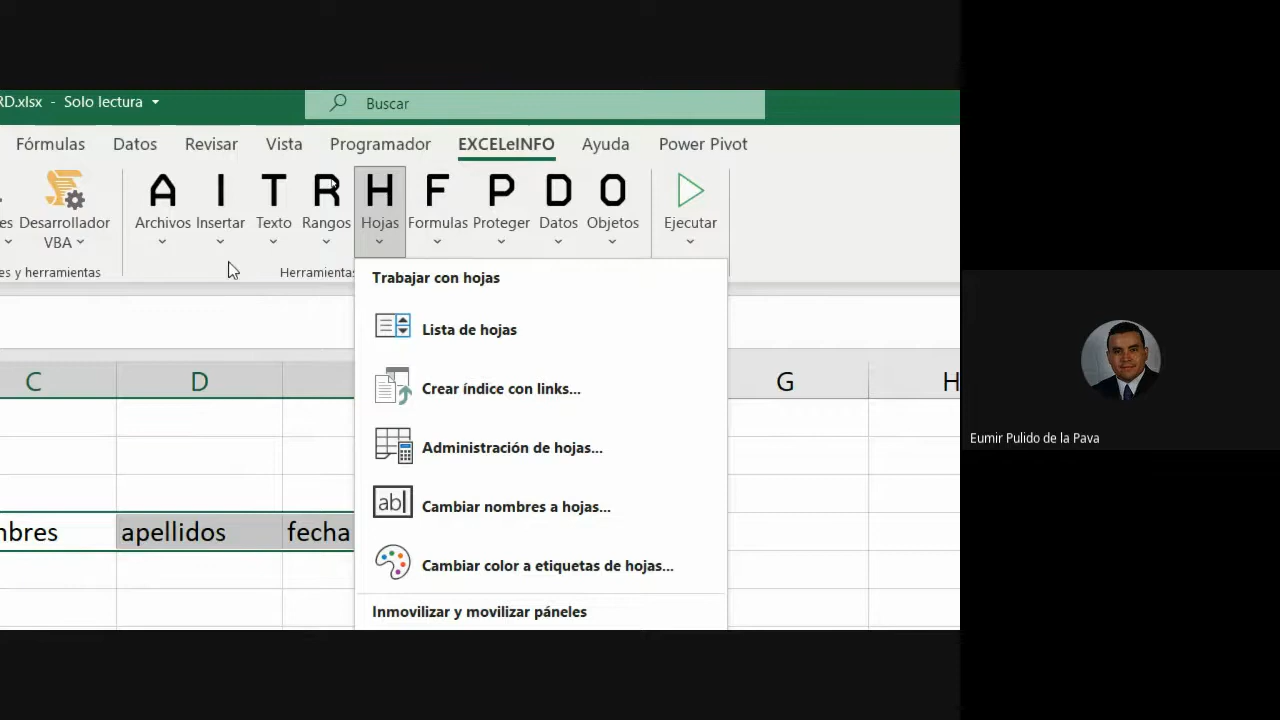 RD.xlsx - Solo lectura
Buscar
Fórmulas Datos Revisar Vista Programador EXCELeINFO Ayuda Power Pivot
A I T R H F P D O
es Desarrollador VBA Archivos Insertar Texto Rangos Hojas Formulas Proteger Datos Objetos Ejecutar
es y herramientas Herramientas
Trabajar con hojas
Lista de hojas
Crear índice con links...
Administración de hojas...
ab
Cambiar nombres a hojas...
Cambiar color a etiquetas de hojas...
Inmovilizar y movilizar páneles
C D G H
mbres apellidos fecha
Eumir Pulido de la Pava